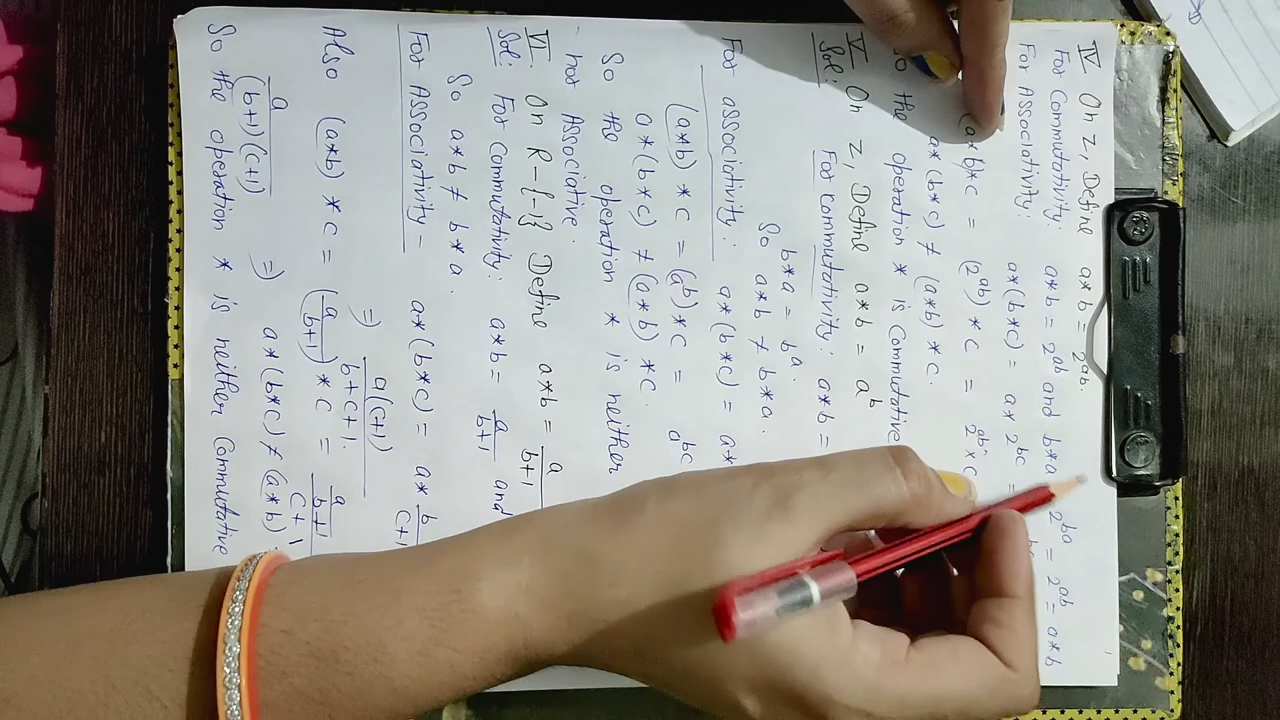 IV On Z, Define a*b = 2^ab.
For Commutativity: a*b = 2^ab and b*a 2^ba = 2^ab = a*b
For Associativity: a*(b*c) = a* 2^bc =
(a*b)*c = (2^ab) *c = 2^ab × c
a*(b*c) ≠ (a*b) *c.
So the operation * is Commutative
V On Z, Define a*b = a^b
Sol: For commutativity: a*b =
b*a = b^a.
So a*b ≠ b*a.
For associativity: a*(b*c) = a*
(a*b) *c = (a^b) *c = a^bc
a*(b*c) ≠ (a*b) *c.
So the operation * is neither
nor Associative.
VI On R-{-1} Define a*b = a/(b+1)
Sol: For commutativity: a*b = a/(b+1) and
So a*b ≠ b*a.
For Associativity - a*(b*c) = a* b/(c+1)
=) a(c+1)/(b+c+1).
Also (a*b) *c = (a/(b+1)) *c = (a/(b+1))/(c+1)
a/((b+1)(c+1)) =) a*(b*c) ≠ (a*b)
So the operation * is neither Commutative